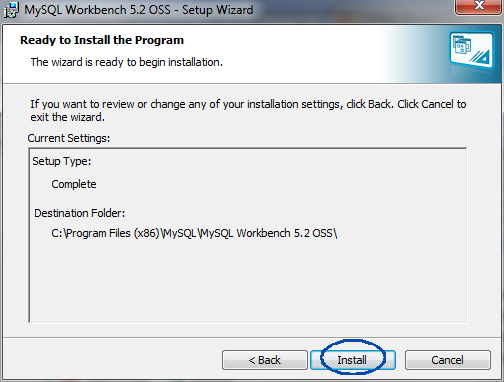 MySQL Workbench 5.2 OSS - Setup Wizard
Ready to Install the Program
The wizard is ready to begin installation.
If you want to review or change any of your installation settings, click Back. Click Cancel to
exit the wizard.
Current Settings:
Setup Type:
Complete
Destination Folder:
C:\Program Files (x86)\MySQL\MySQL Workbench 5.2 OSS\
< Back
Install
Cancel